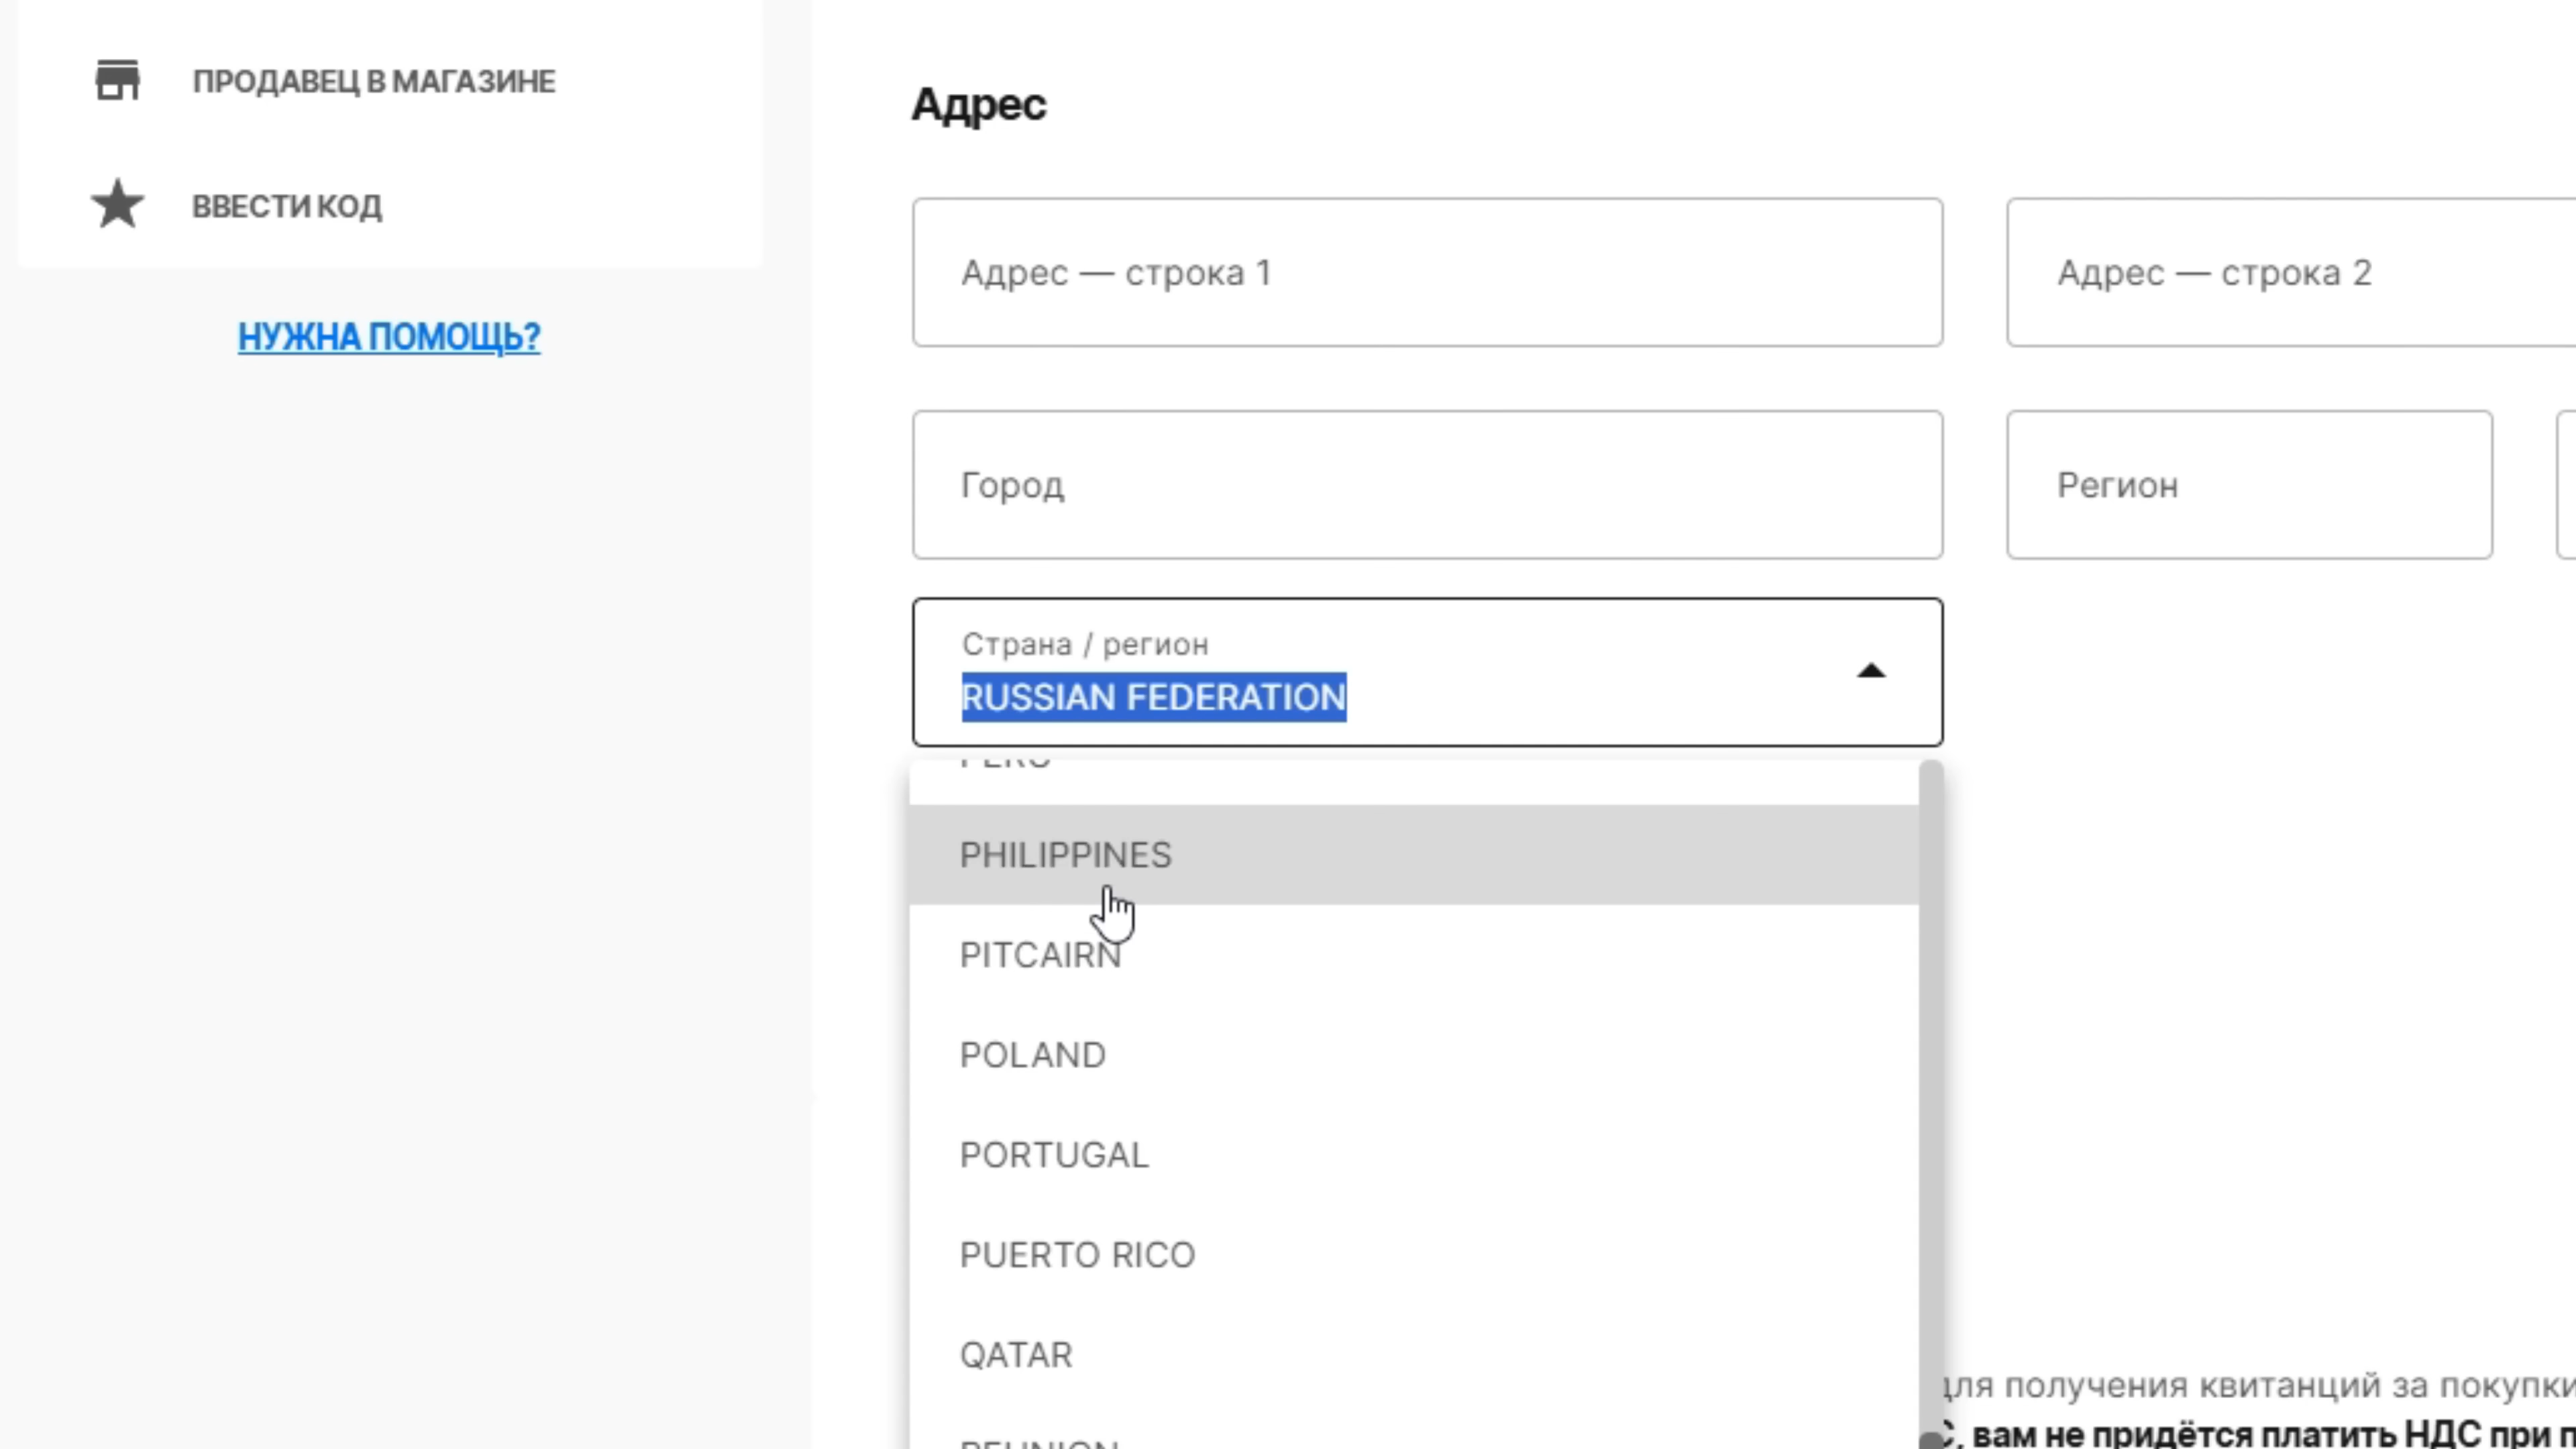 ПРОДАВЕЦ В МАГАЗИНЕ
ВВЕСТИ КОД
НУЖНА ПОМОЩЬ?
Адрес
Адрес — строка 1
Адрес — строка 2
Город
Регион
Страна / регион
RUSSIAN FEDERATION
PHILIPPINES
PITCAIRN
POLAND
PORTUGAL
PUERTO RICO
QATAR
для получения квитанций за покупки
вам не придётся платить НДС при